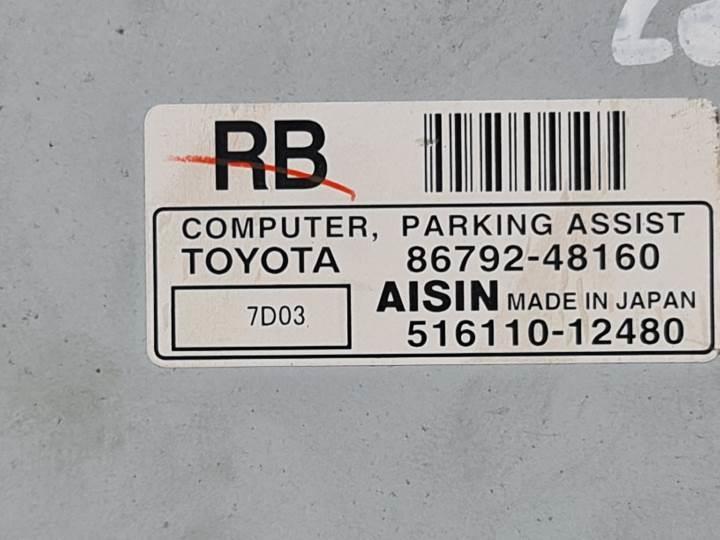 RB
COMPUTER, PARKING ASSIST
TOYOTA 86792-48160
AISIN MADE IN JAPAN
7D03
516110-12480